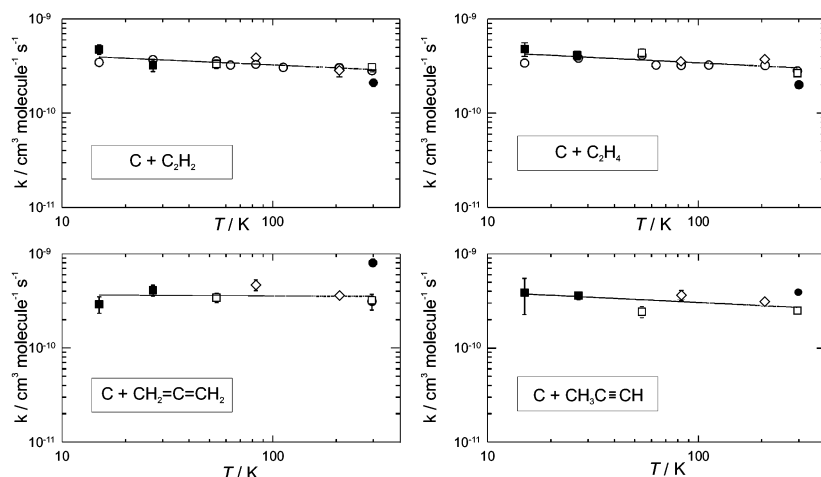 k / cm³ molecule⁻¹ s⁻¹
10⁻⁹
10⁻¹⁰
10⁻¹¹
C + C₂H₂
10
100
T / K
k / cm³ molecule⁻¹ s⁻¹
10⁻⁹
10⁻¹⁰
10⁻¹¹
C + C₂H₄
10
100
T / K
k / cm³ molecule⁻¹ s⁻¹
10⁻⁹
10⁻¹⁰
10⁻¹¹
C + CH₂=C=CH₂
10
100
T / K
k / cm³ molecule⁻¹ s⁻¹
10⁻⁹
10⁻¹⁰
10⁻¹¹
C + CH₃C≡CH
10
100
T / K